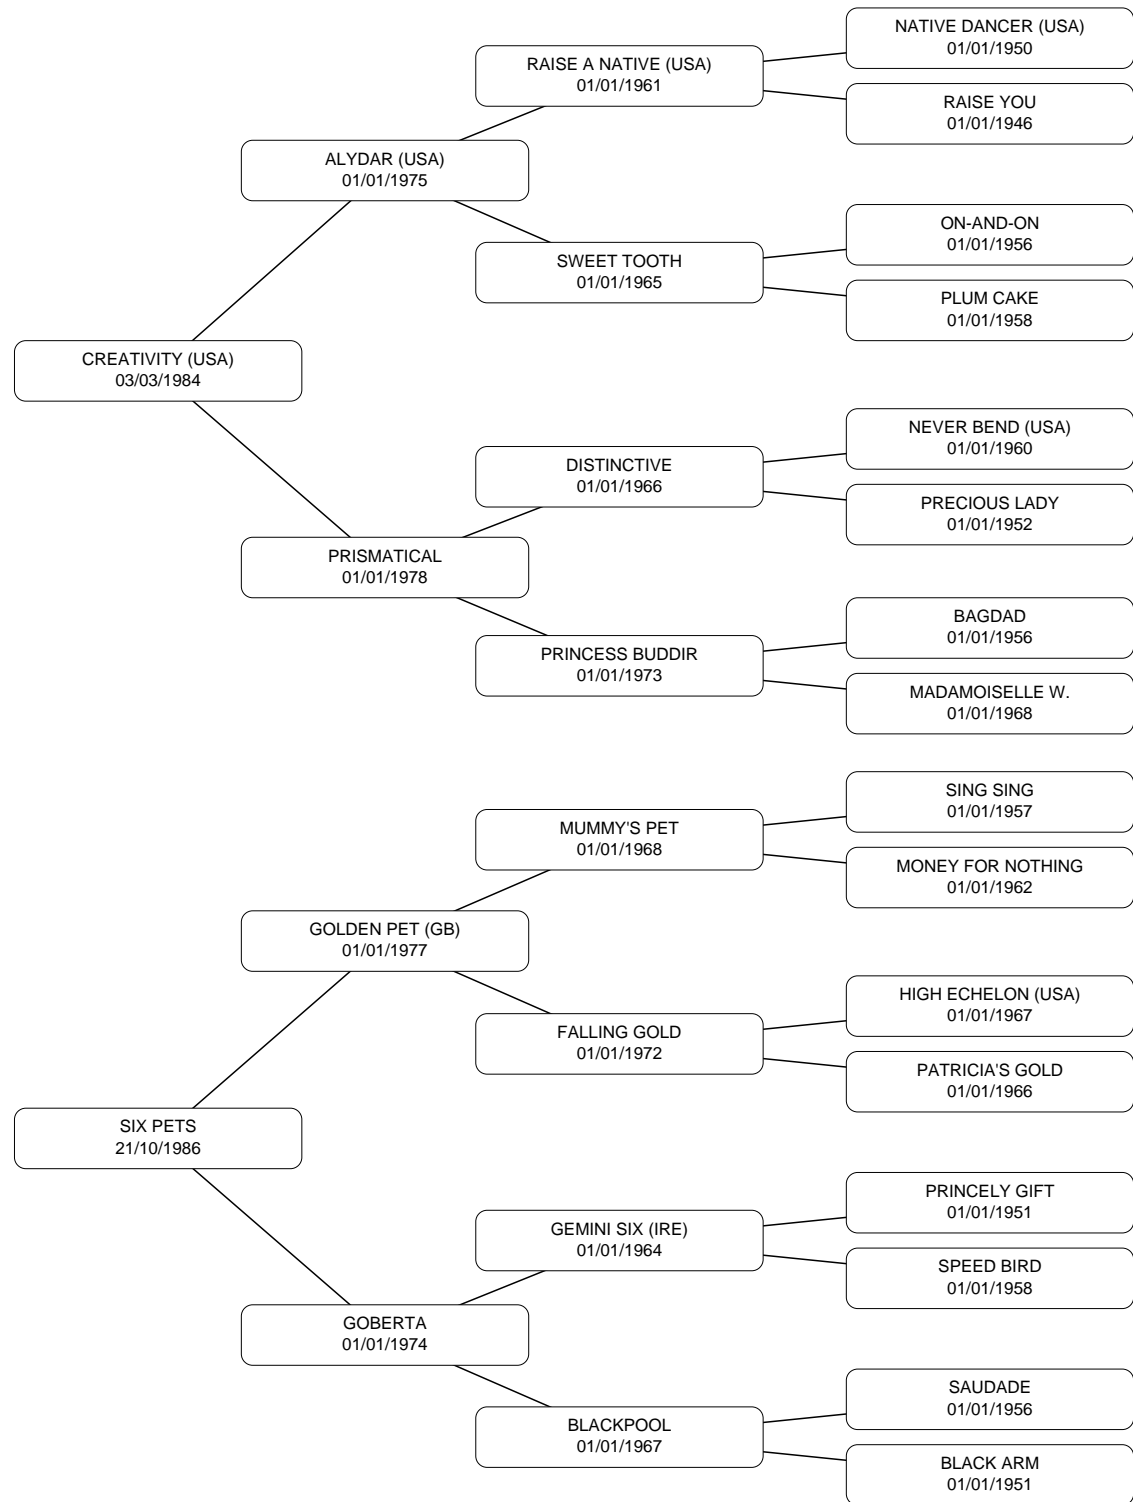 NATIVE DANCER (USA)
01/01/1950
RAISE A NATIVE (USA)
01/01/1961
RAISE YOU
01/01/1946
ALYDAR (USA)
01/01/1975
ON-AND-ON
01/01/1956
SWEET TOOTH
01/01/1965
PLUM CAKE
01/01/1958
CREATIVITY (USA)
03/03/1984
NEVER BEND (USA)
01/01/1960
DISTINCTIVE
01/01/1966
PRECIOUS LADY
01/01/1952
PRISMATICAL
01/01/1978
BAGDAD
01/01/1956
PRINCESS BUDDIR
01/01/1973
MADAMOISELLE W.
01/01/1968
SING SING
01/01/1957
MUMMY'S PET
01/01/1968
MONEY FOR NOTHING
01/01/1962
GOLDEN PET (GB)
01/01/1977
HIGH ECHELON (USA)
01/01/1967
FALLING GOLD
01/01/1972
PATRICIA'S GOLD
01/01/1966
SIX PETS
21/10/1986
PRINCELY GIFT
01/01/1951
GEMINI SIX (IRE)
01/01/1964
SPEED BIRD
01/01/1958
GOBERTA
01/01/1974
SAUDADE
01/01/1956
BLACKPOOL
01/01/1967
BLACK ARM
01/01/1951